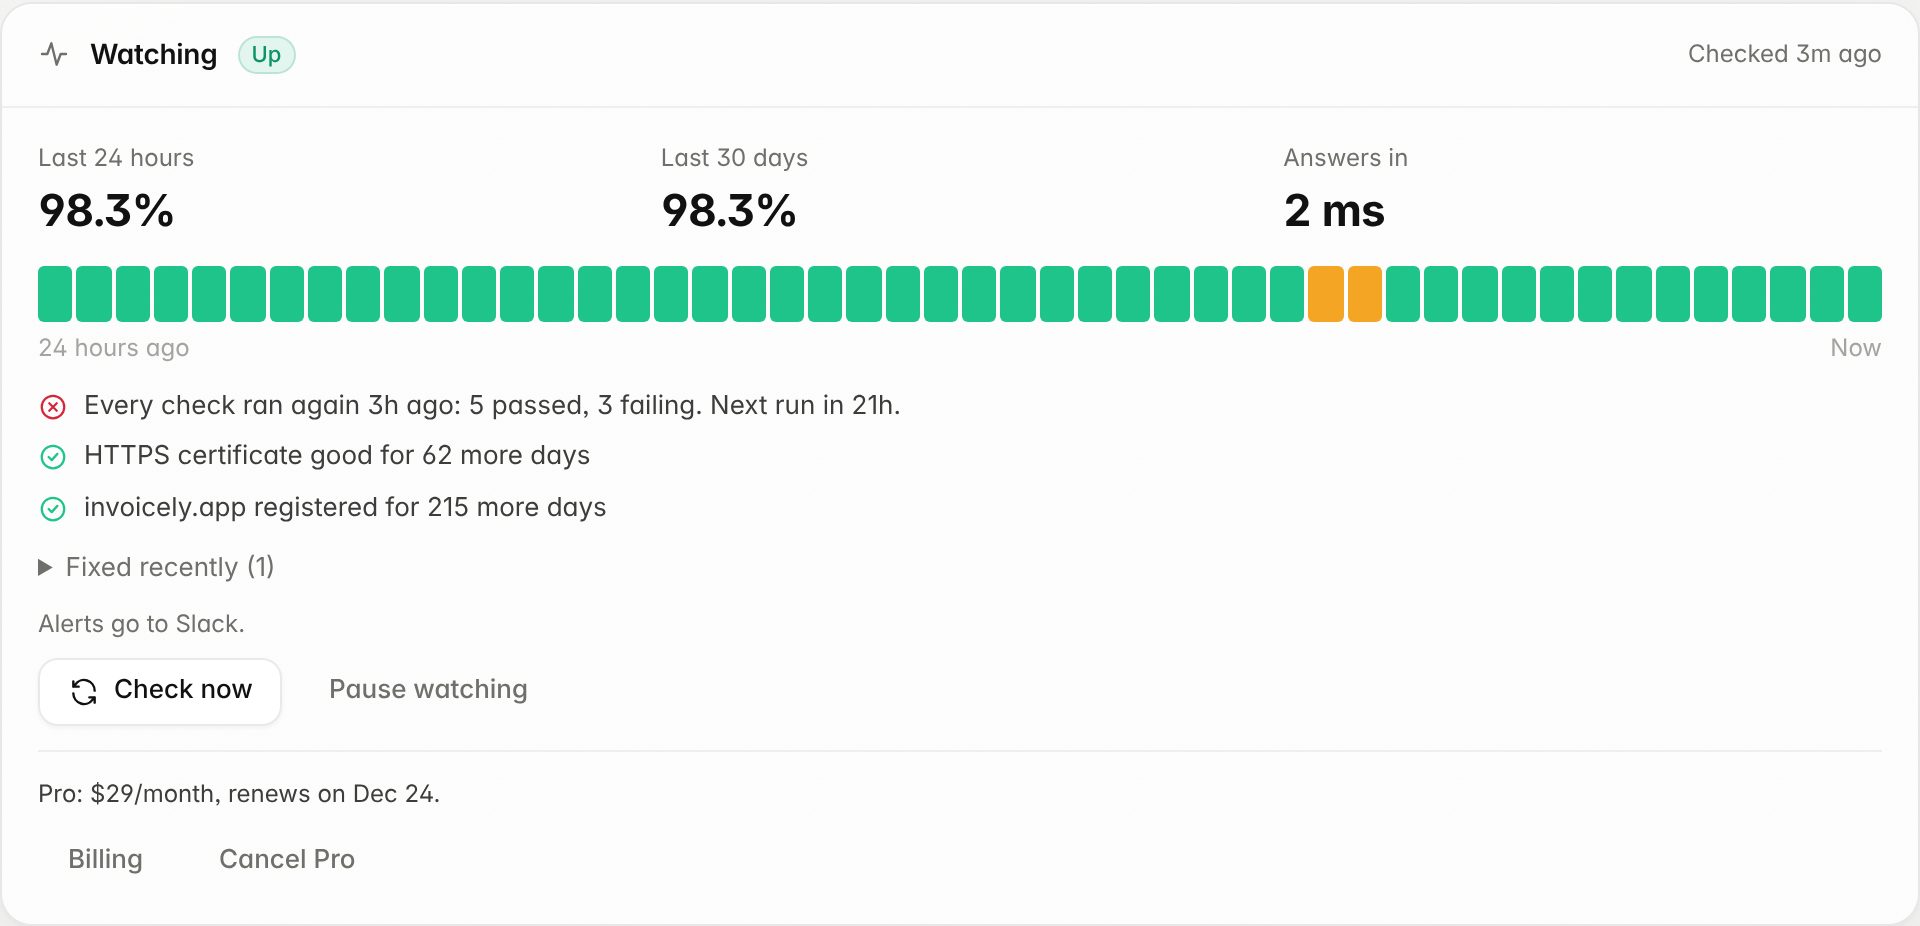 Watching Up Checked 3m ago
Last 24 hours Last 30 days Answers in
98.3% 98.3% 2 ms
24 hours ago Now
Every check ran again 3h ago: 5 passed, 3 failing. Next run in 21h.
HTTPS certificate good for 62 more days
invoicely.app registered for 215 more days
Fixed recently (1)
Alerts go to Slack.
Check now Pause watching
Pro: $29/month, renews on Dec 24.
Billing Cancel Pro